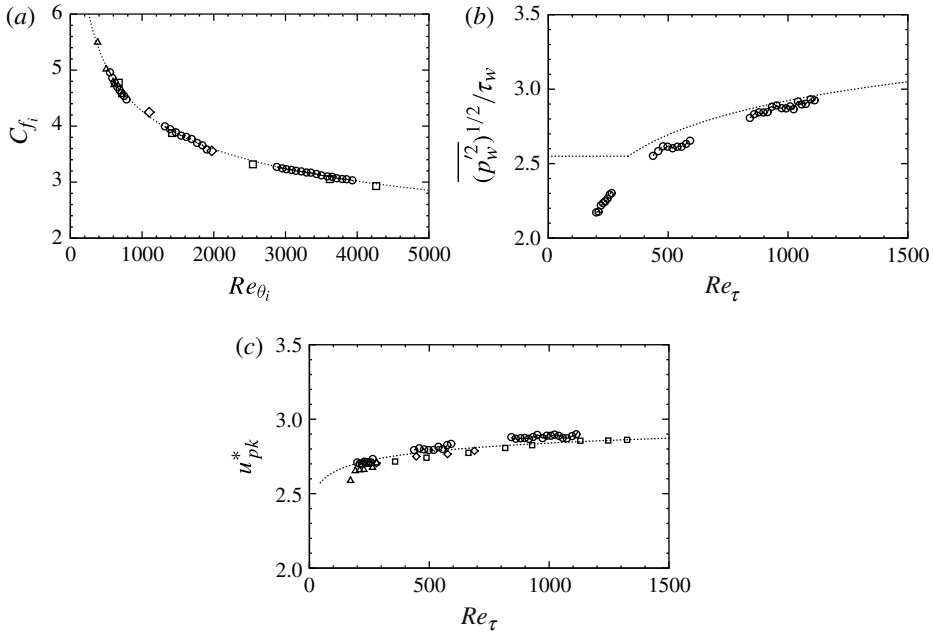 (a)
6
5
4
3
2
C_{f_i}
0 1000 2000 3000 4000 5000
Re_{θ_i}
(b)
3.5
3.0
2.5
2.0
(\overline{p_w'^2})^{1/2}/τ_w
0 500 1000 1500
Re_τ
(c)
3.5
3.0
2.5
2.0
u^*_{pk}
0 500 1000 1500
Re_τ